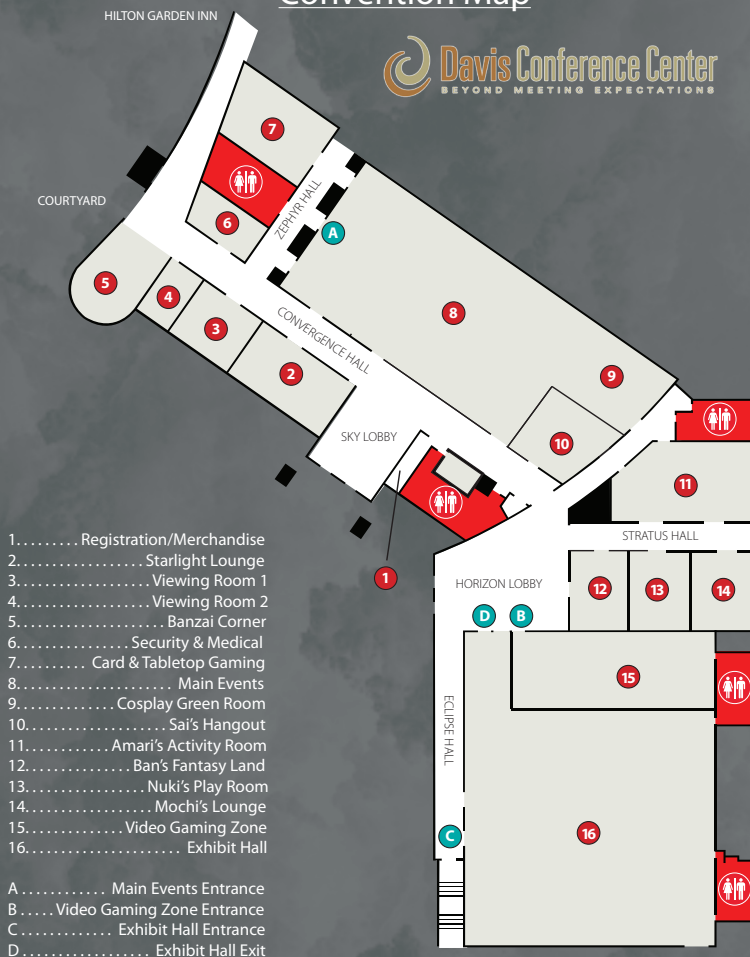 Convention Map
HILTON GARDEN INN
Davis Conference Center
BEYOND MEETING EXPECTATIONS
7
COURTYARD
6
ZEPHYR HALL
A
5
4
3
CONVERGENCE HALL
8
2
9
SKY LOBBY
10
11
STRATUS HALL
1
HORIZON LOBBY
12
13
14
D
B
15
ECLIPSE HALL
C
16
1.........Registration/Merchandise
2..................Starlight Lounge
3...................Viewing Room 1
4...................Viewing Room 2
5.....................Banzai Corner
6................Security & Medical
7......... Card & Tabletop Gaming
8...................... Main Events
9..............Cosplay Green Room
10....................Sai's Hangout
11............Amari's Activity Room
12...............Ban's Fantasy Land
13.................Nuki's Play Room
14..................Mochi's Lounge
15..............Video Gaming Zone
16...................... Exhibit Hall
A ............ Main Events Entrance
B .....Video Gaming Zone Entrance
C ............. Exhibit Hall Entrance
D.................. Exhibit Hall Exit